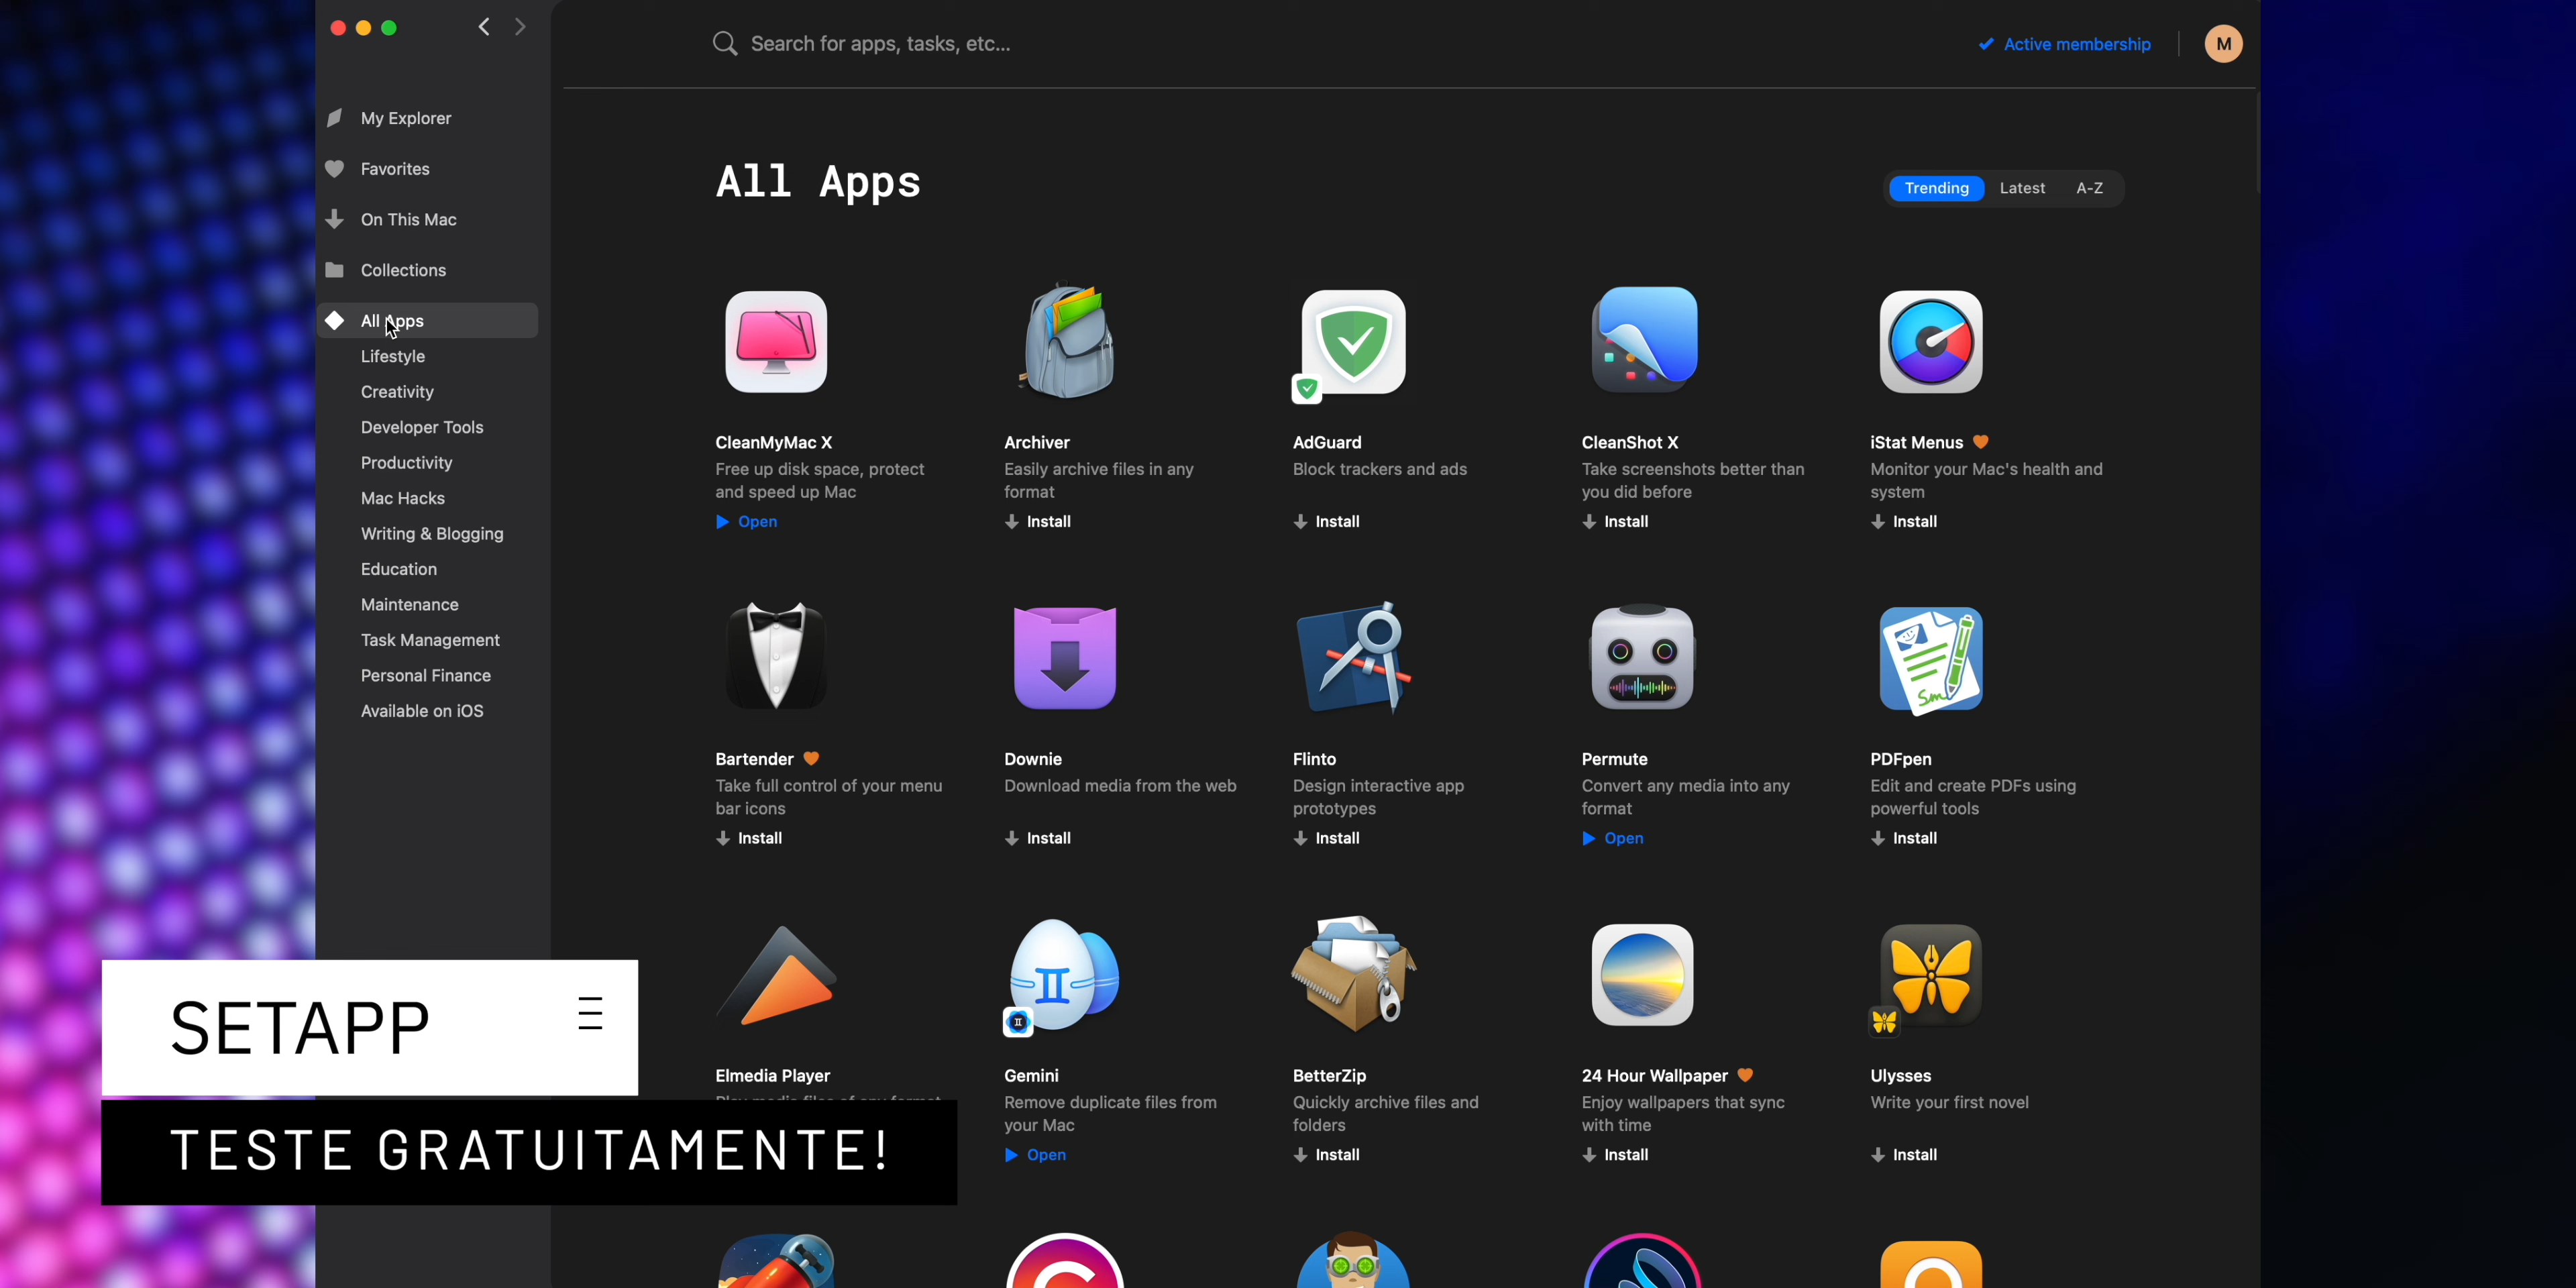 Search for apps, tasks, etc...
Active membership
M
My Explorer
Favorites
On This Mac
Collections
All Apps
Lifestyle
Creativity
Developer Tools
Productivity
Mac Hacks
Writing & Blogging
Education
Maintenance
Task Management
Personal Finance
Available on iOS
All Apps
Trending Latest A-Z
CleanMyMac X
Free up disk space, protect
and speed up Mac
Open
Archiver
Easily archive files in any
format
Install
AdGuard
Block trackers and ads
Install
CleanShot X
Take screenshots better than
you did before
Install
iStat Menus
Monitor your Mac's health and
system
Install
Bartender
Take full control of your menu
bar icons
Install
Downie
Download media from the web
Install
Flinto
Design interactive app
prototypes
Install
Permute
Convert any media into any
format
Open
PDFpen
Edit and create PDFs using
powerful tools
Install
Elmedia Player
Play media files of any format
Gemini
Remove duplicate files from
your Mac
Open
BetterZip
Quickly archive files and
folders
Install
24 Hour Wallpaper
Enjoy wallpapers that sync
with time
Install
Ulysses
Write your first novel
Install
SETAPP
TESTE GRATUITAMENTE!